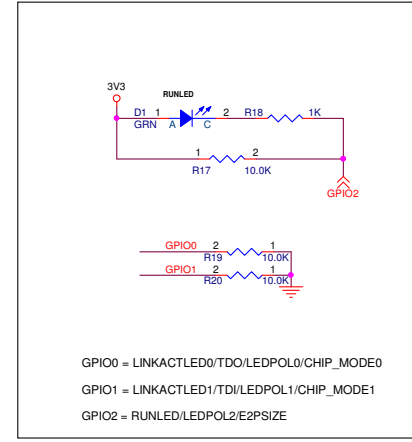 3V3
RUNLED
D1 1 2 R18 1K
GRN A C
1 2
R17 10.0K
GPIO2
GPIO0 2 1
R19 10.0K
GPIO1 2 1
R20 10.0K
GPIO0 = LINKACTLED0/TDO/LEDPOL0/CHIP_MODE0
GPIO1 = LINKACTLED1/TDI/LEDPOL1/CHIP_MODE1
GPIO2 = RUNLED/LEDPOL2/E2PSIZE